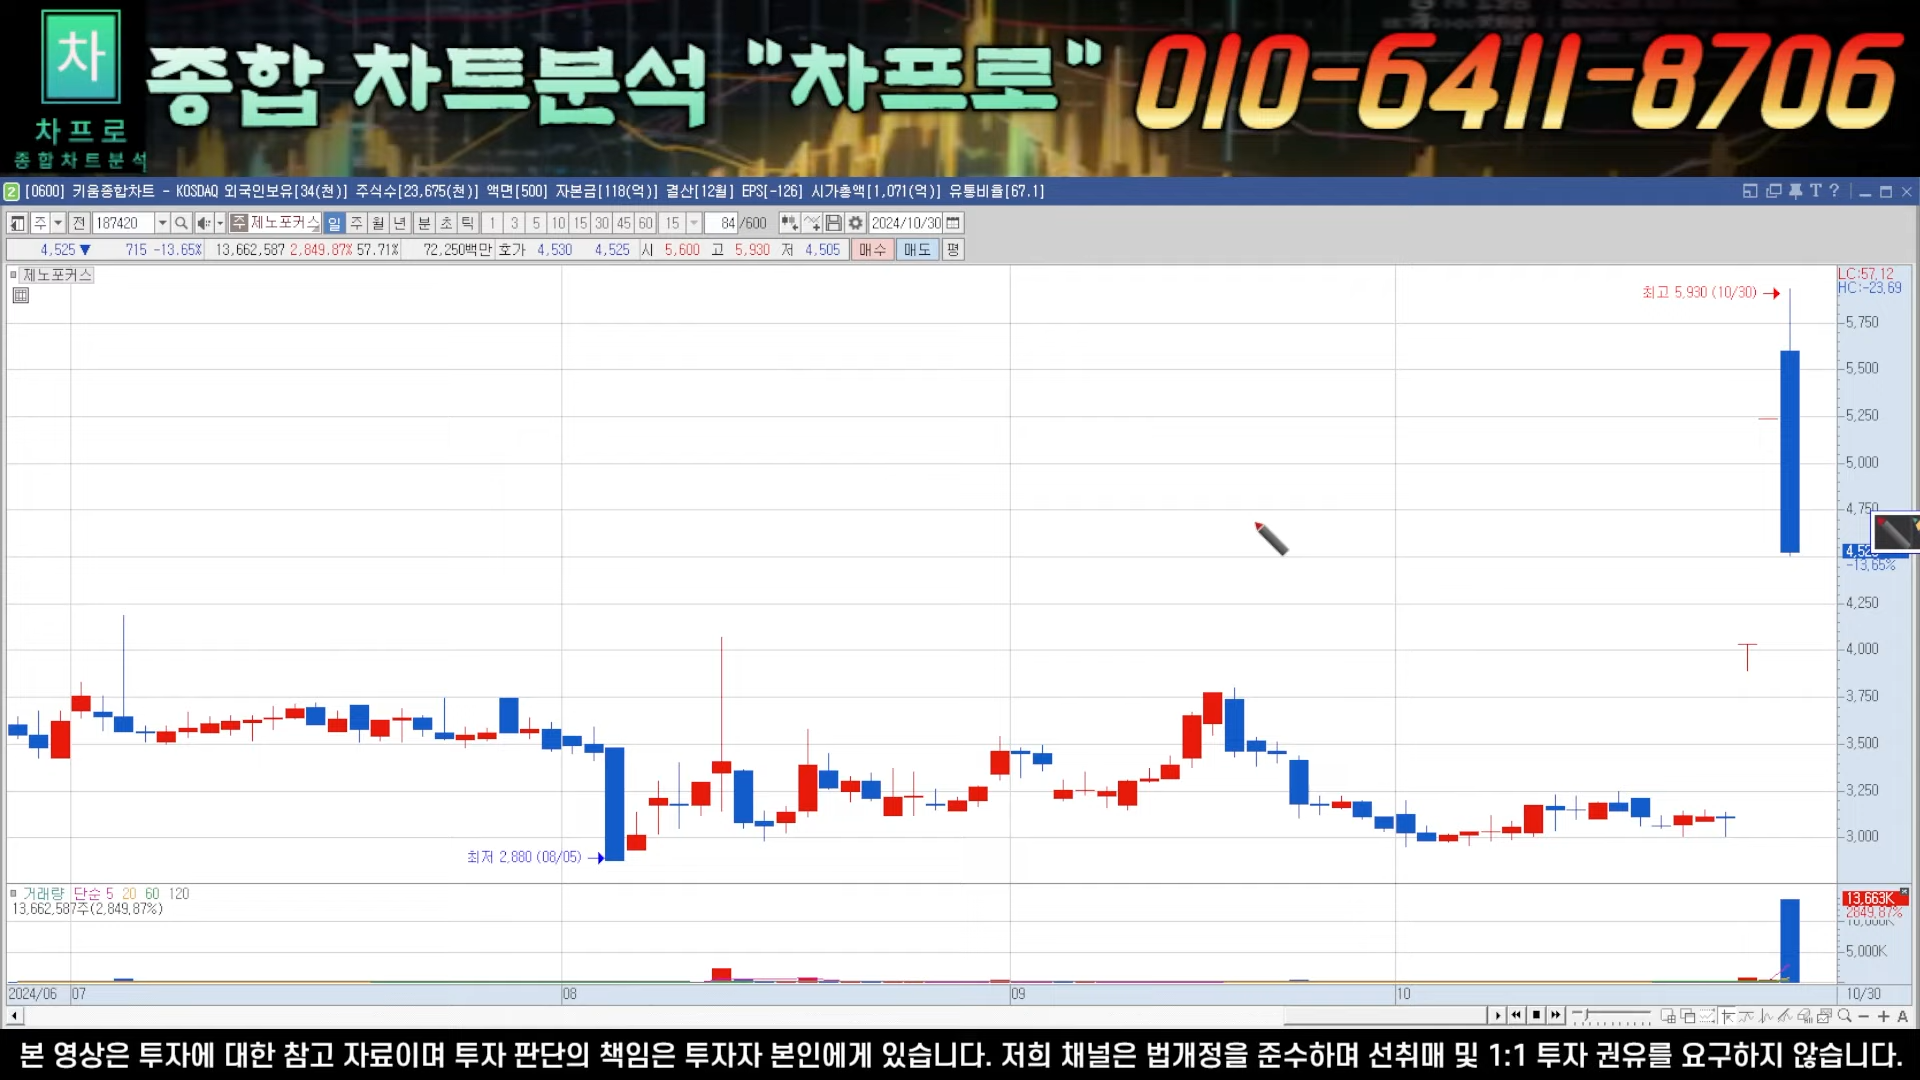 차
차프로
종합차트분석
종합 차트분석 "차프로" 010-6411-8706
[0600] 키움종합차트 - KOSDAQ 외국인보유[34(천)] 주식수[23,675(천)] 액면[500] 자본금[118(억)] 결산[12월] EPS[-126] 시가총액[1,071(억)] 유통비율[67.1]
주 전 187420 주 제노포커스 일 주 월 년 분 초 틱 1 3 5 10 15 30 45 60 15 84 /600 2024/10/30
4,525 ▼ 715 -13.65% 13,662,587 2,849.87% 57.71% 72,250백만 호가 4,530 4,525 시 5,600 고 5,930 저 4,505 매수 매도 평
제노포커스
LC:57.12
HC:-23.69
최고 5,930 (10/30)
5,750
5,500
5,250
5,000
4,750
-13.65%
4,250
4,000
3,750
3,500
3,250
3,000
최저 2,880 (08/05)
거래량 단순 5 20 60 120
13,662,587주(2,849.87%)
13,663K
2849.87%
5,000K
2024/06 07 08 09 10 10/30
본 영상은 투자에 대한 참고 자료이며 투자 판단의 책임은 투자자 본인에게 있습니다. 저희 채널은 법개정을 준수하며 선취매 및 1:1 투자 권유를 요구하지 않습니다.